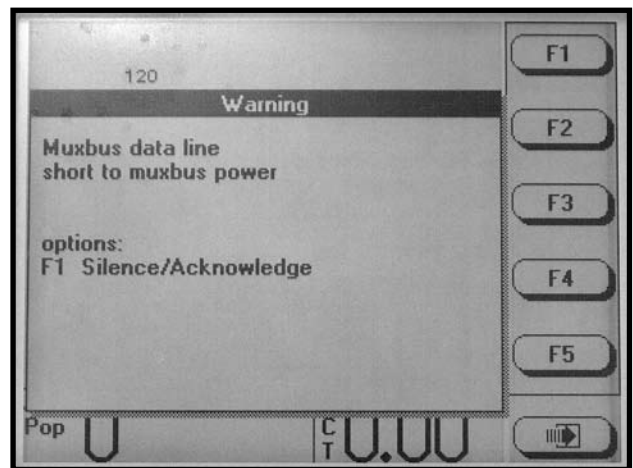 120
Warning
Muxbus data line
short to muxbus power
options:
F1 Silence/Acknowledge
F1
F2
F3
F4
F5
Pop
C
T